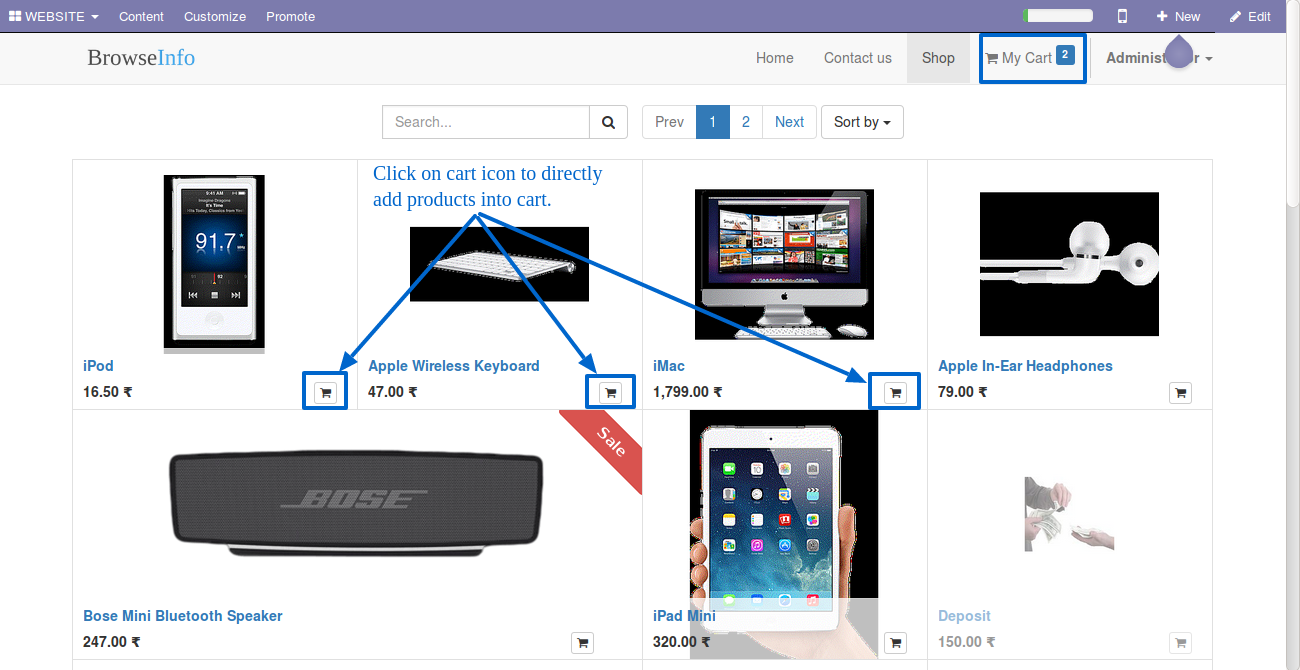 WEBSITE Content Customize Promote New Edit
BrowseInfo Home Contact us Shop My Cart 2
Search... Prev 1 2 Next Sort by
Click on cart icon to directly
add products into cart.
9:41 AM
Imagine Dragons
It's Time
91.7
92
iPod
16.50 ₹
Apple Wireless Keyboard
47.00 ₹
iMac
1,799.00 ₹
Apple In-Ear Headphones
79.00 ₹
Sale
BOSE
Bose Mini Bluetooth Speaker
247.00 ₹
iPad Mini
320.00 ₹
Deposit
150.00 ₹